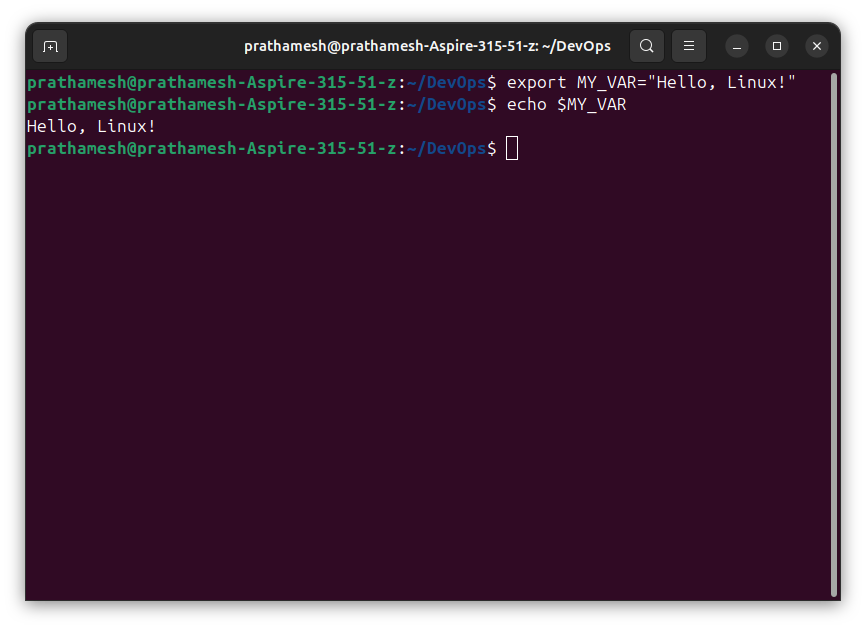 prathamesh@prathamesh-Aspire-315-51-z: ~/DevOps
prathamesh@prathamesh-Aspire-315-51-z:~/DevOps$ export MY_VAR="Hello, Linux!"
prathamesh@prathamesh-Aspire-315-51-z:~/DevOps$ echo $MY_VAR
Hello, Linux!
prathamesh@prathamesh-Aspire-315-51-z:~/DevOps$